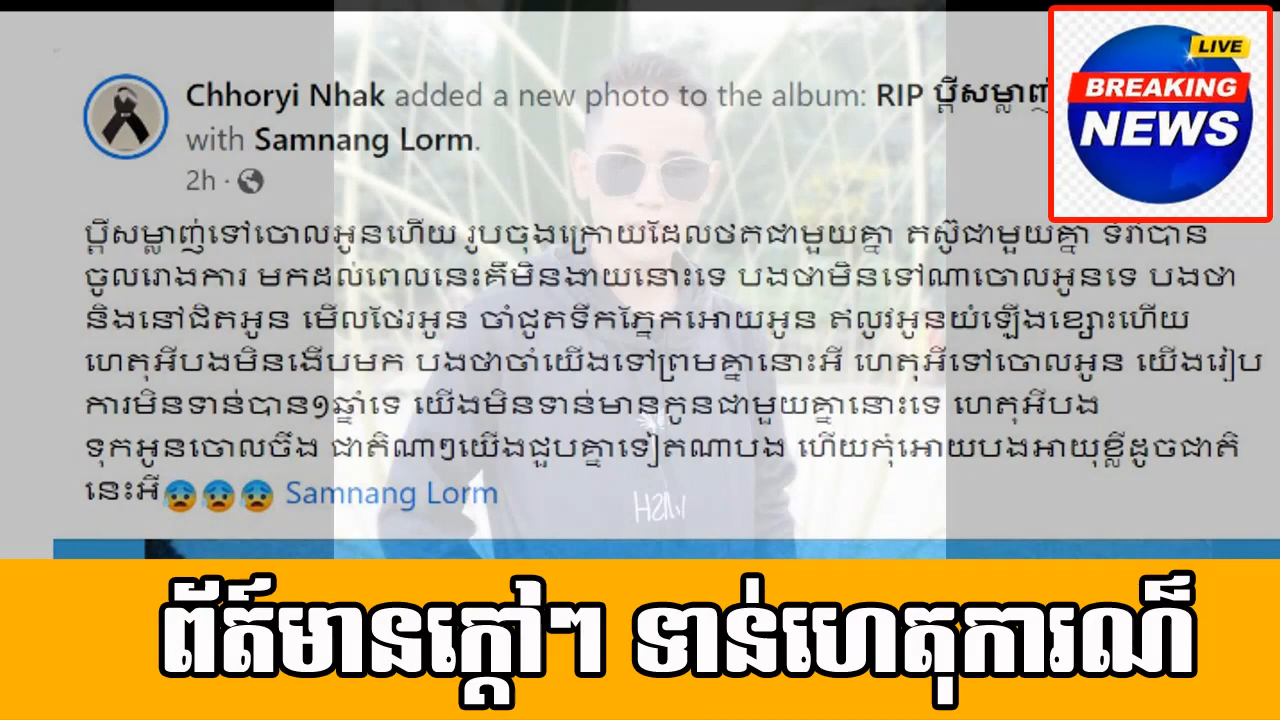 Chhoryi Nhak added a new photo to the album: RIP ប្ដីសម្លាញ់
with Samnang Lorm.
2h ·
LIVE
BREAKING
NEWS
ប្ដីសម្លាញ់ទៅចោលអូនហើយ រូបចុងក្រោយដែលថតជាមួយគ្នា តស៊ូជាមួយគ្នា ទំរាំបាន
ចូលរោងការ មកដល់ពេលនេះគឺមិនងាយនោះទេ បងថាមិនទៅណាចោលអូនទេ បងថា
និងនៅជិតអូន មើលថែរអូន ចាំជូតទឹកភ្នែកអោយអូន ឥលូវអូនយំឡើងខ្សោះហើយ
ហេតុអីបងមិនងើបមក បងថាចាំយើងទៅព្រមគ្នានោះអី ហេតុអីទៅចោលអូន យើងរៀប
ការមិនទាន់បាន១ឆ្នាំទេ យើងមិនទាន់មានកូនជាមួយគ្នានោះទេ ហេតុអីបង
ទុកអូនចោលចឹង ជាតិណាៗយើងជួបគ្នាទៀតណាបង ហើយកុំអោយបងអាយុខ្លីដូចជាតិ
នេះអី😰😰😰 Samnang Lorm
ព័ត៍មានក្ដៅៗ ទាន់ហេតុការណ៏